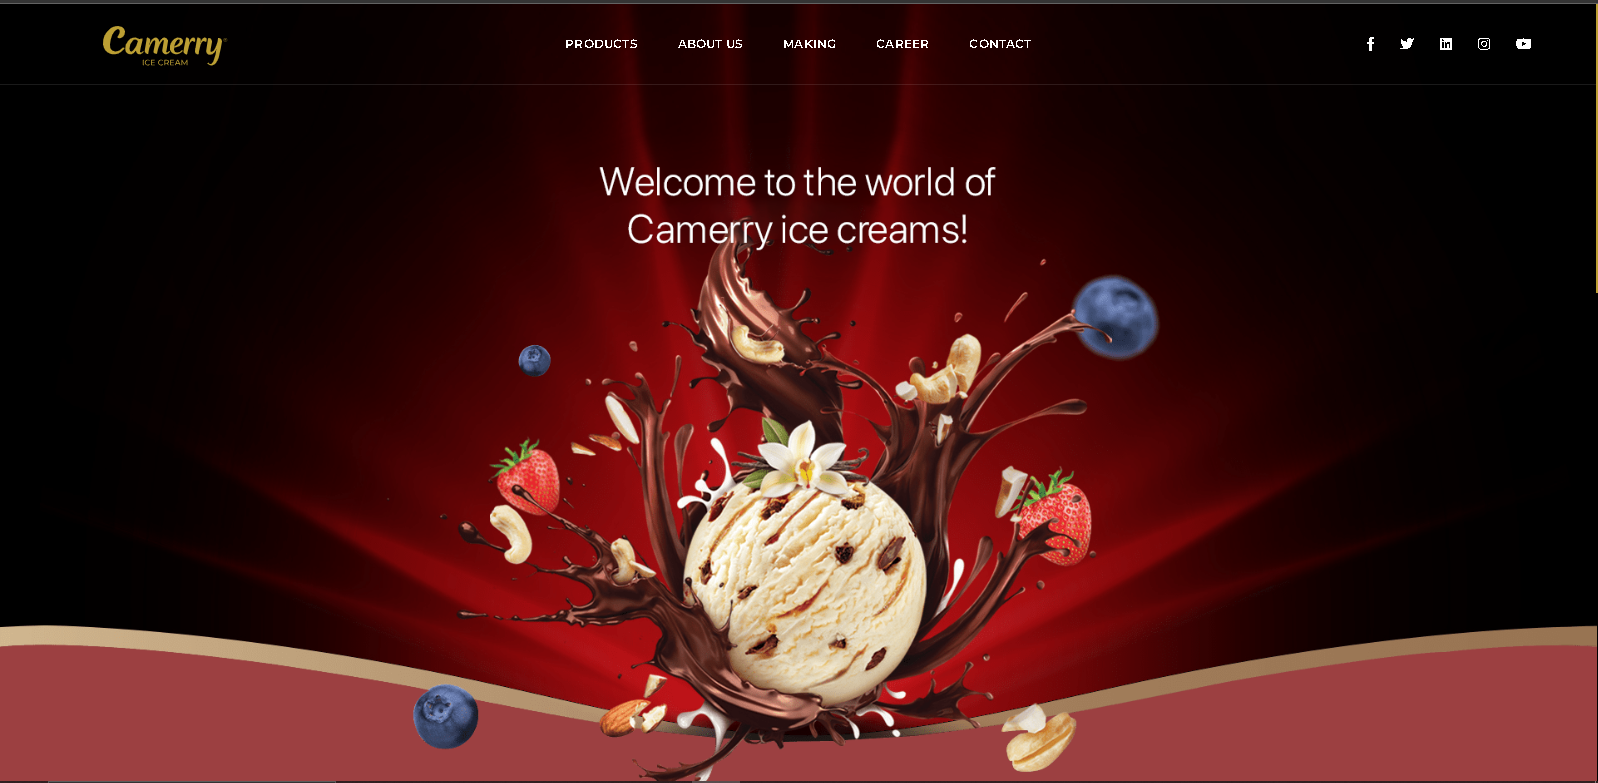 Camerry
ICE CREAM
PRODUCTS
ABOUT US
MAKING
CAREER
CONTACT
Welcome to the world of
Camerry ice creams!